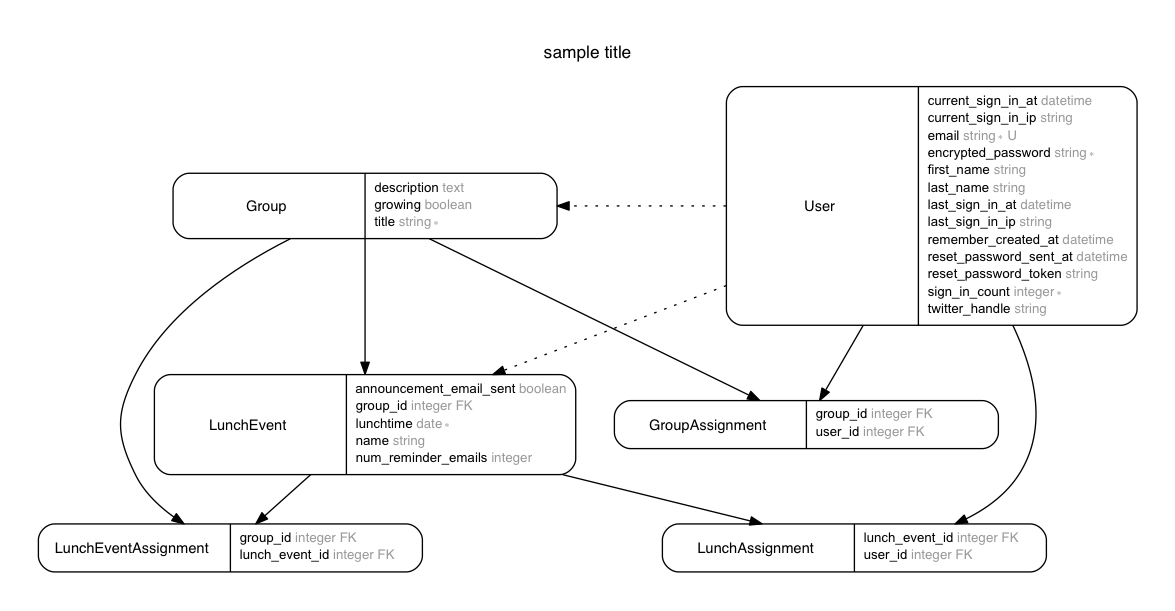 sample title
User
current_sign_in_at datetime
current_sign_in_ip string
email string * U
encrypted_password string *
first_name string
last_name string
last_sign_in_at datetime
last_sign_in_ip string
remember_created_at datetime
reset_password_sent_at datetime
reset_password_token string
sign_in_count integer *
twitter_handle string
Group
description text
growing boolean
title string *
LunchEvent
announcement_email_sent boolean
group_id integer FK
lunchtime date *
name string
num_reminder_emails integer
GroupAssignment
group_id integer FK
user_id integer FK
LunchEventAssignment
group_id integer FK
lunch_event_id integer FK
LunchAssignment
lunch_event_id integer FK
user_id integer FK